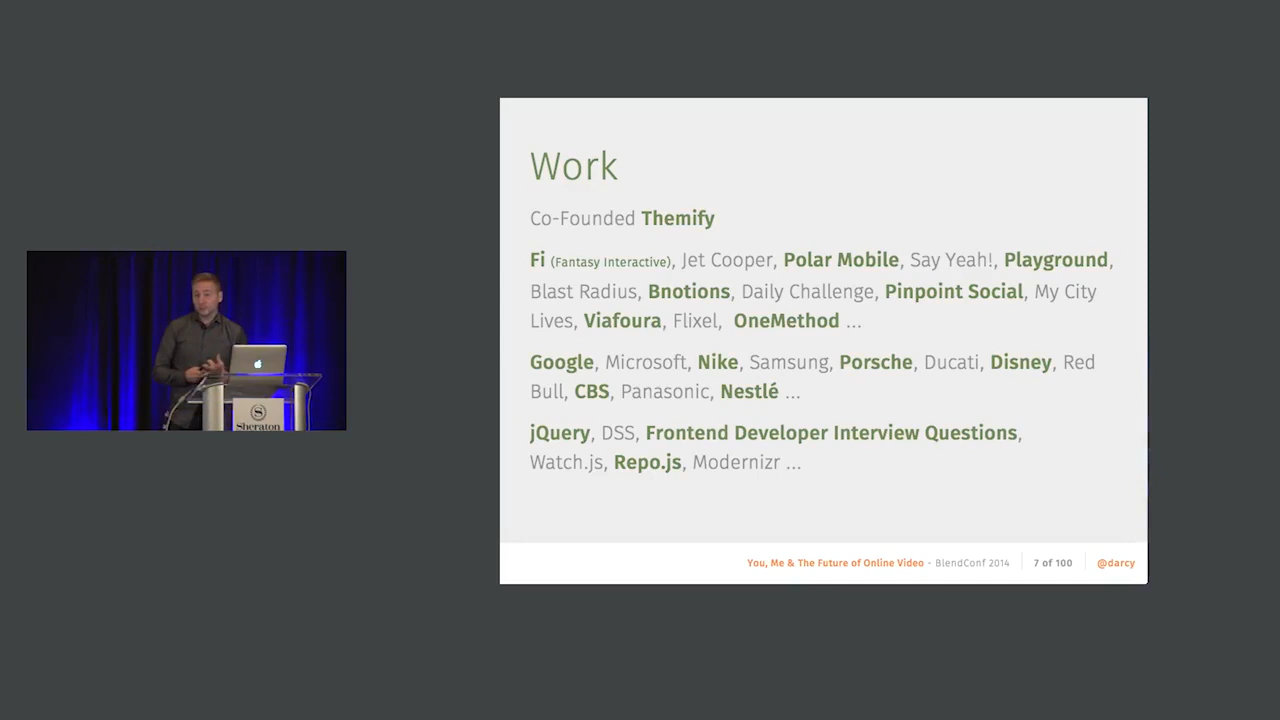 Work
Co-Founded Themify
Fi (Fantasy Interactive), Jet Cooper, Polar Mobile, Say Yeah!, Playground,
Blast Radius, Bnotions, Daily Challenge, Pinpoint Social, My City
Lives, Viafoura, Flixel, OneMethod ...
Google, Microsoft, Nike, Samsung, Porsche, Ducati, Disney, Red
Bull, CBS, Panasonic, Nestlé ...
jQuery, DSS, Frontend Developer Interview Questions,
Watch.js, Repo.js, Modernizr ...
You, Me & The Future of Online Video - BlendConf 2014 7 of 100 @darcy
Sheraton